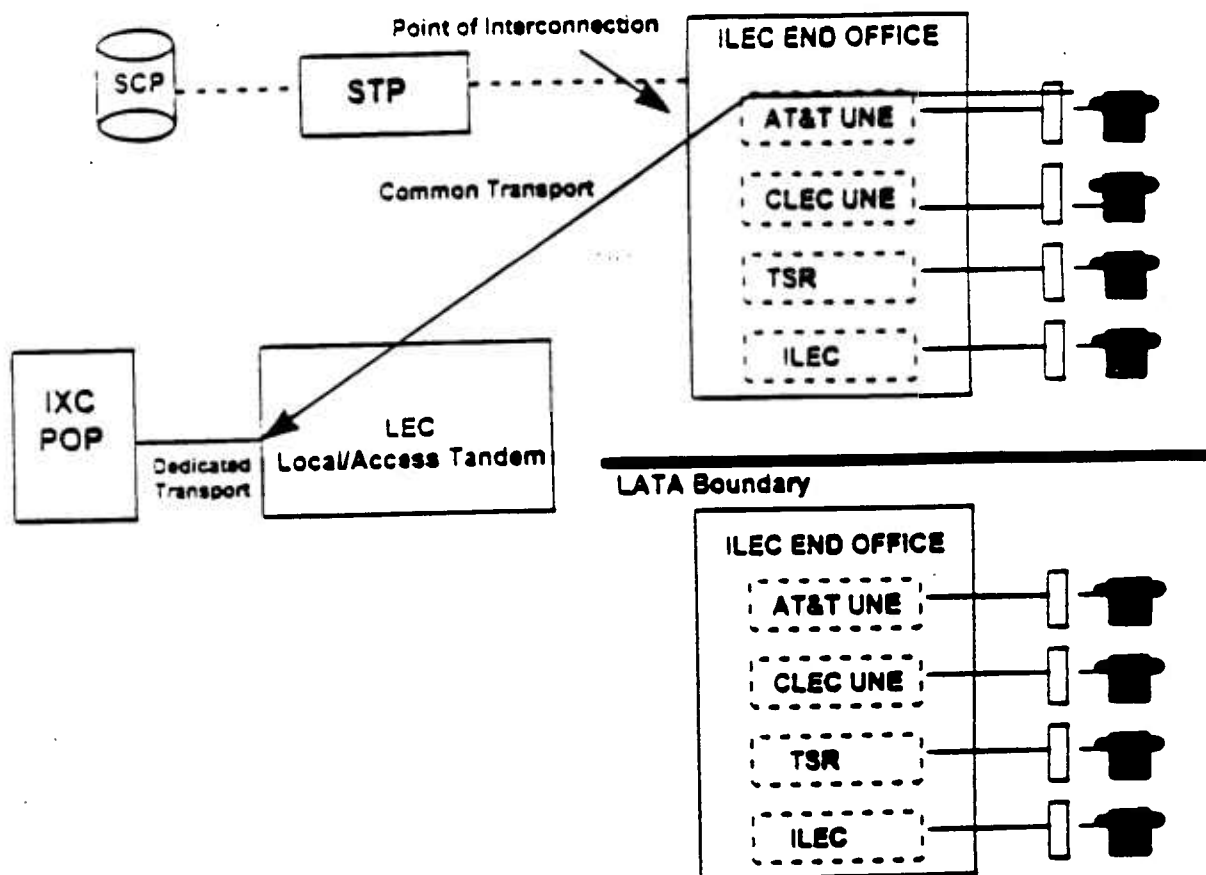 Point of Interconnection
ILEC END OFFICE
SCP
STP
AT&T UNE
Common Transport
CLEC UNE
TSR
ILEC
IXC
POP
LEC
Local/Access Tandem
Dedicated
Transport
LATA Boundary
ILEC END OFFICE
AT&T UNE
CLEC UNE
TSR
ILEC